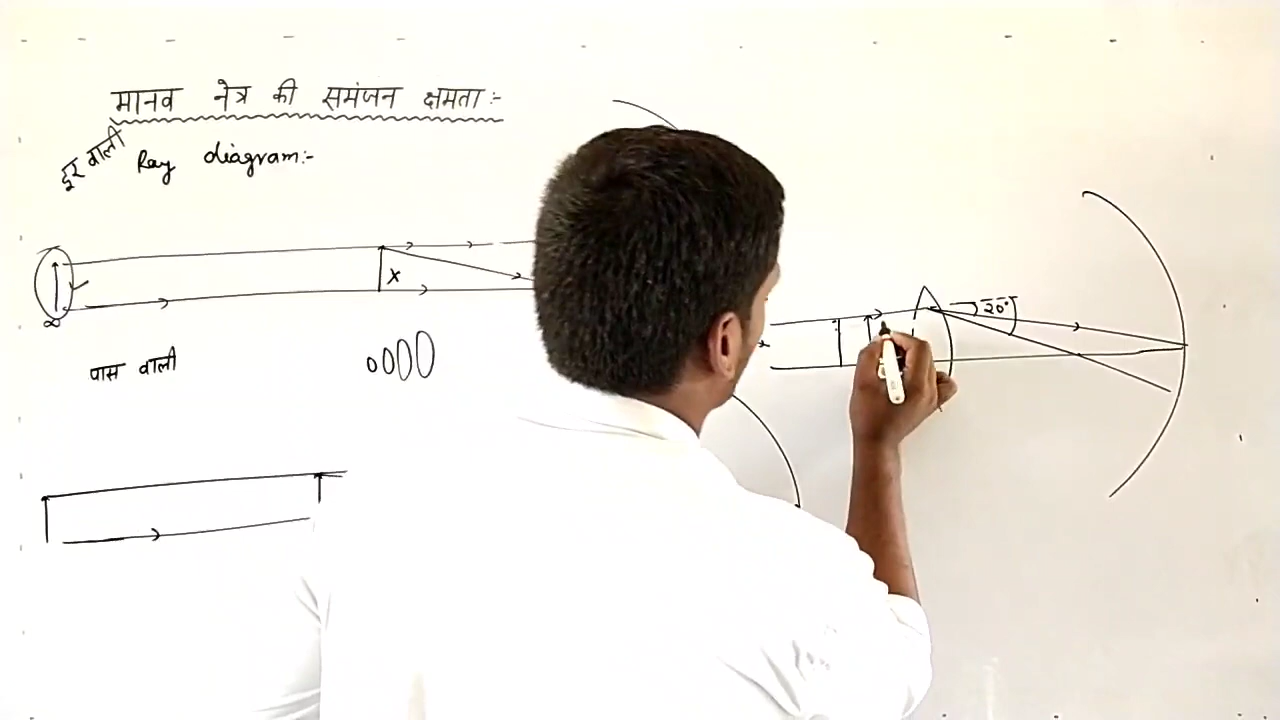 मानव नेत्र की समंजन क्षमता :-
दूर वाली
Ray diagram:-
x
∞
पास वाली
20°